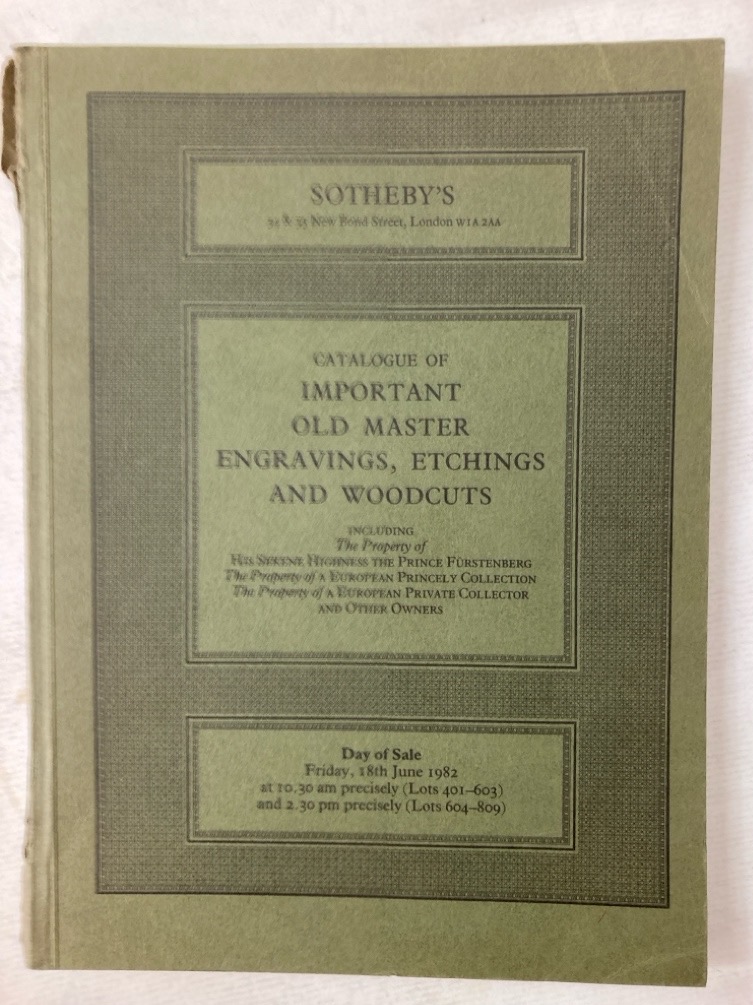 SOTHEBY'S
34 & 35 New Bond Street, London W1A 2AA
CATALOGUE OF
IMPORTANT
OLD MASTER
ENGRAVINGS, ETCHINGS
AND WOODCUTS
INCLUDING
The Property of
HIS SERENE HIGHNESS THE PRINCE FÜRSTENBERG
The Property of A EUROPEAN PRINCELY COLLECTION
The Property of A EUROPEAN PRIVATE COLLECTOR
AND OTHER OWNERS
Day of Sale
Friday, 18th June 1982
at 10.30 am precisely (Lots 401–603)
and 2.30 pm precisely (Lots 604–809)